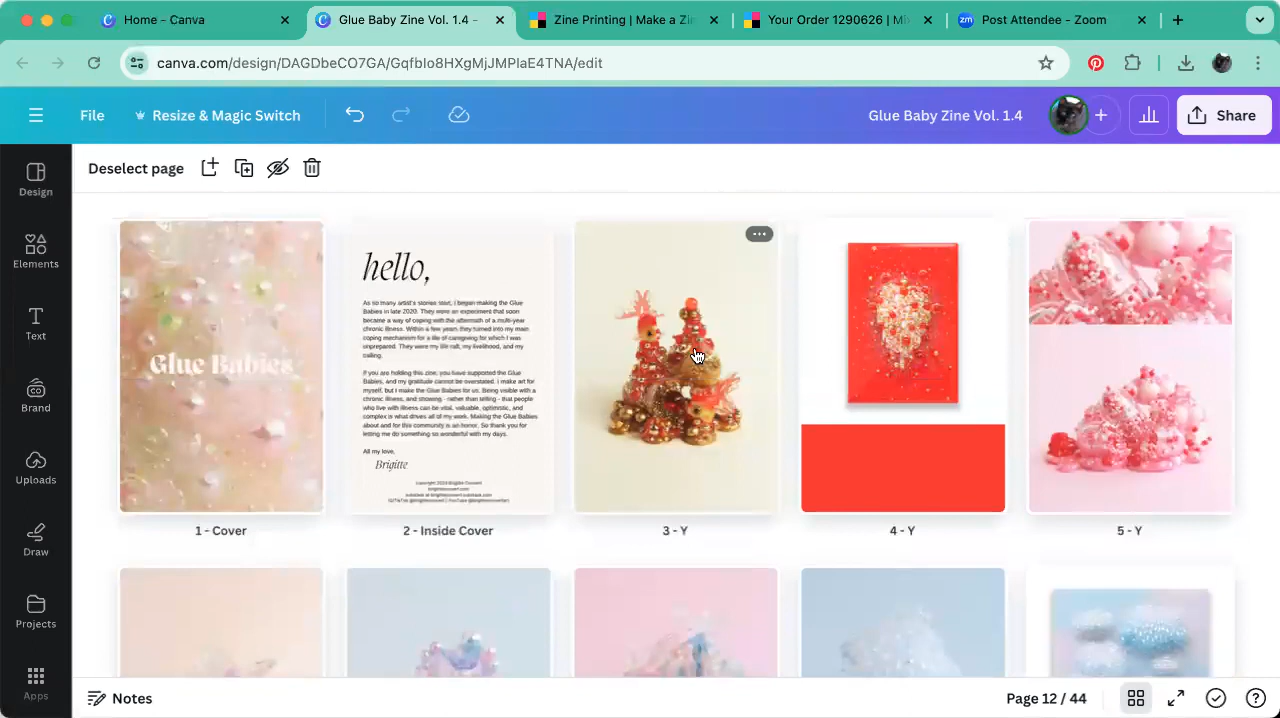 Home - Canva
Glue Baby Zine Vol. 1.4 -
Zine Printing | Make a Zi
Your Order 1290626 | Mi
Post Attendee - Zoom
canva.com/design/DAGDbeCO7GA/GqfbIo8HXgMjJMPlaE4TNA/edit
File
Resize & Magic Switch
Glue Baby Zine Vol. 1.4
Share
Deselect page
Design
Elements
Text
Brand
Uploads
Draw
Projects
Apps
Glue Babies
hello,
As so many artist's stories start, I began making the Glue
Babies in late 2020. They were an experiment that soon
became a way of coping with the aftermath of a multi-year
chronic illness. Within a few years, they turned into my main
coping mechanism for a life of caregiving for which I was
unprepared. They were my life raft, my livelihood, and my
calling.
If you are holding this zine, you have supported the Glue
Babies, and my gratitude cannot be overstated. I make art for
myself, but I make the Glue Babies for us. Being visible with a
chronic illness, and showing - rather than telling - that people
who live with illness can be vital, valuable, optimistic, and
complex is what drives all of my work. Making the Glue Babies
about and for this community is an honor. So thank you for
letting me do something so wonderful with my days.
All my love,
Brigitte
1 - Cover
2 - Inside Cover
3 - Y
4 - Y
5 - Y
Notes
Page 12 / 44